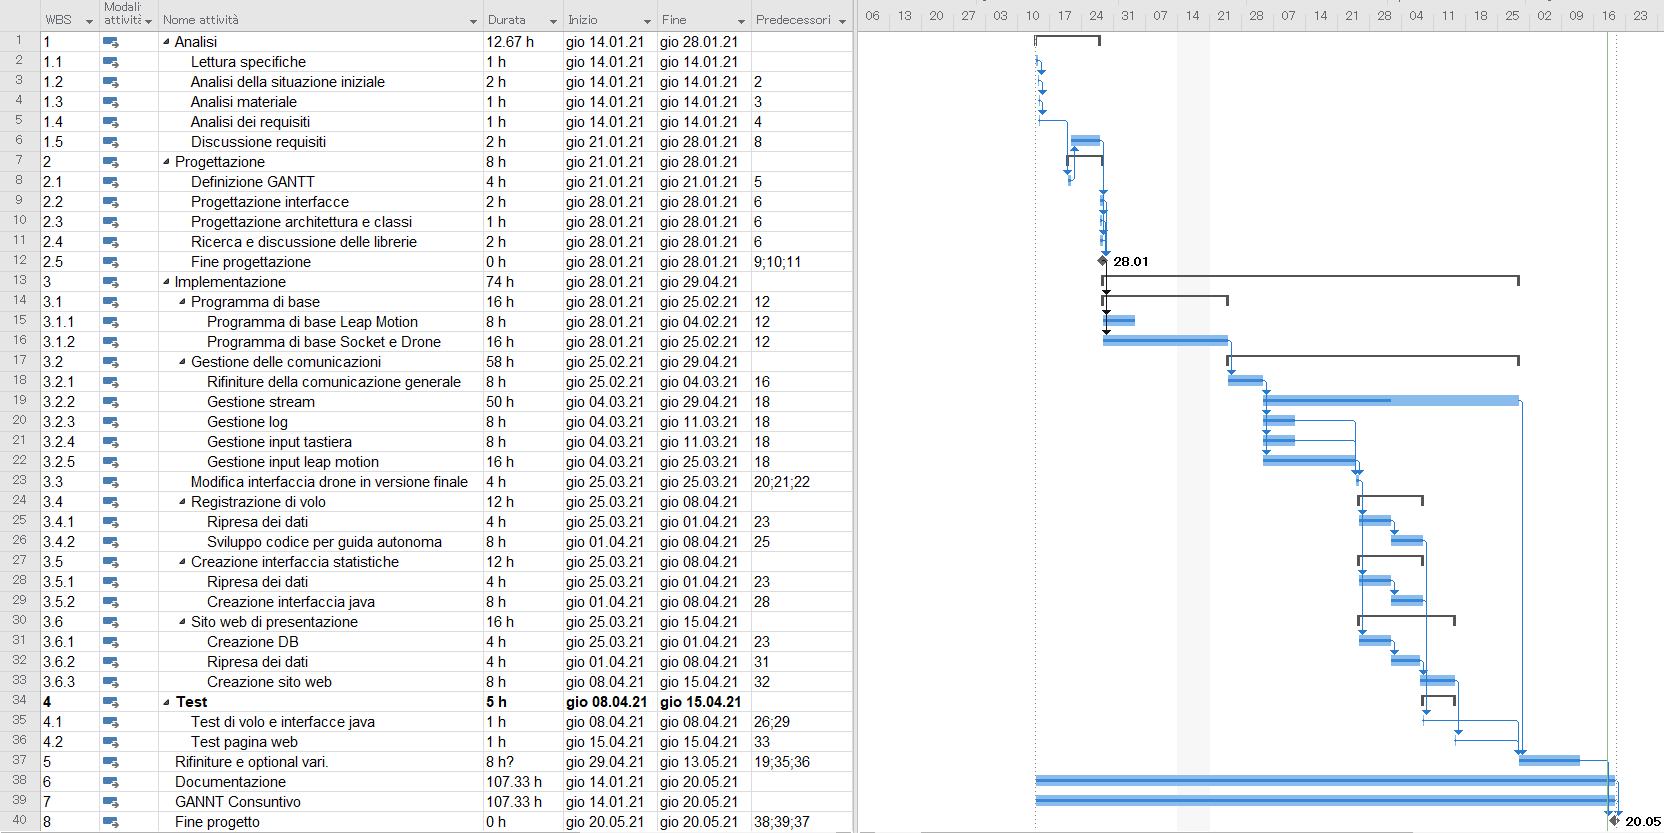 WBS Modali attività Nome attività Durata Inizio Fine Predecessori 06 13 20 27 03 10 17 24 31 07 14 21 28 07 14 21 28 04 11 18 25 02 09 16 23
1 1 Analisi 12.67 h gio 14.01.21 gio 28.01.21
2 1.1 Lettura specifiche 1 h gio 14.01.21 gio 14.01.21
3 1.2 Analisi della situazione iniziale 2 h gio 14.01.21 gio 14.01.21 2
4 1.3 Analisi materiale 1 h gio 14.01.21 gio 14.01.21 3
5 1.4 Analisi dei requisiti 1 h gio 14.01.21 gio 14.01.21 4
6 1.5 Discussione requisiti 2 h gio 21.01.21 gio 28.01.21 8
7 2 Progettazione 8 h gio 21.01.21 gio 28.01.21
8 2.1 Definizione GANTT 4 h gio 21.01.21 gio 21.01.21 5
9 2.2 Progettazione interfacce 2 h gio 28.01.21 gio 28.01.21 6
10 2.3 Progettazione architettura e classi 1 h gio 28.01.21 gio 28.01.21 6
11 2.4 Ricerca e discussione delle librerie 2 h gio 28.01.21 gio 28.01.21 6
12 2.5 Fine progettazione 0 h gio 28.01.21 gio 28.01.21 9;10;11 28.01
13 3 Implementazione 74 h gio 28.01.21 gio 29.04.21
14 3.1 Programma di base 16 h gio 28.01.21 gio 25.02.21 12
15 3.1.1 Programma di base Leap Motion 8 h gio 28.01.21 gio 04.02.21 12
16 3.1.2 Programma di base Socket e Drone 16 h gio 28.01.21 gio 25.02.21 12
17 3.2 Gestione delle comunicazioni 58 h gio 25.02.21 gio 29.04.21
18 3.2.1 Rifiniture della comunicazione generale 8 h gio 25.02.21 gio 04.03.21 16
19 3.2.2 Gestione stream 50 h gio 04.03.21 gio 29.04.21 18
20 3.2.3 Gestione log 8 h gio 04.03.21 gio 11.03.21 18
21 3.2.4 Gestione input tastiera 8 h gio 04.03.21 gio 11.03.21 18
22 3.2.5 Gestione input leap motion 16 h gio 04.03.21 gio 25.03.21 18
23 3.3 Modifica interfaccia drone in versione finale 4 h gio 25.03.21 gio 25.03.21 20;21;22
24 3.4 Registrazione di volo 12 h gio 25.03.21 gio 08.04.21
25 3.4.1 Ripresa dei dati 4 h gio 25.03.21 gio 01.04.21 23
26 3.4.2 Sviluppo codice per guida autonoma 8 h gio 01.04.21 gio 08.04.21 25
27 3.5 Creazione interfaccia statistiche 12 h gio 25.03.21 gio 08.04.21
28 3.5.1 Ripresa dei dati 4 h gio 25.03.21 gio 01.04.21 23
29 3.5.2 Creazione interfaccia java 8 h gio 01.04.21 gio 08.04.21 28
30 3.6 Sito web di presentazione 16 h gio 25.03.21 gio 15.04.21
31 3.6.1 Creazione DB 4 h gio 25.03.21 gio 01.04.21 23
32 3.6.2 Ripresa dei dati 4 h gio 01.04.21 gio 08.04.21 31
33 3.6.3 Creazione sito web 8 h gio 08.04.21 gio 15.04.21 32
34 4 Test 5 h gio 08.04.21 gio 15.04.21
35 4.1 Test di volo e interfacce java 1 h gio 08.04.21 gio 08.04.21 26;29
36 4.2 Test pagina web 1 h gio 15.04.21 gio 15.04.21 33
37 5 Rifiniture e optional vari. 8 h? gio 29.04.21 gio 13.05.21 19;35;36
38 6 Documentazione 107.33 h gio 14.01.21 gio 20.05.21
39 7 GANNT Consuntivo 107.33 h gio 14.01.21 gio 20.05.21
40 8 Fine progetto 0 h gio 20.05.21 gio 20.05.21 38;39;37 20.05